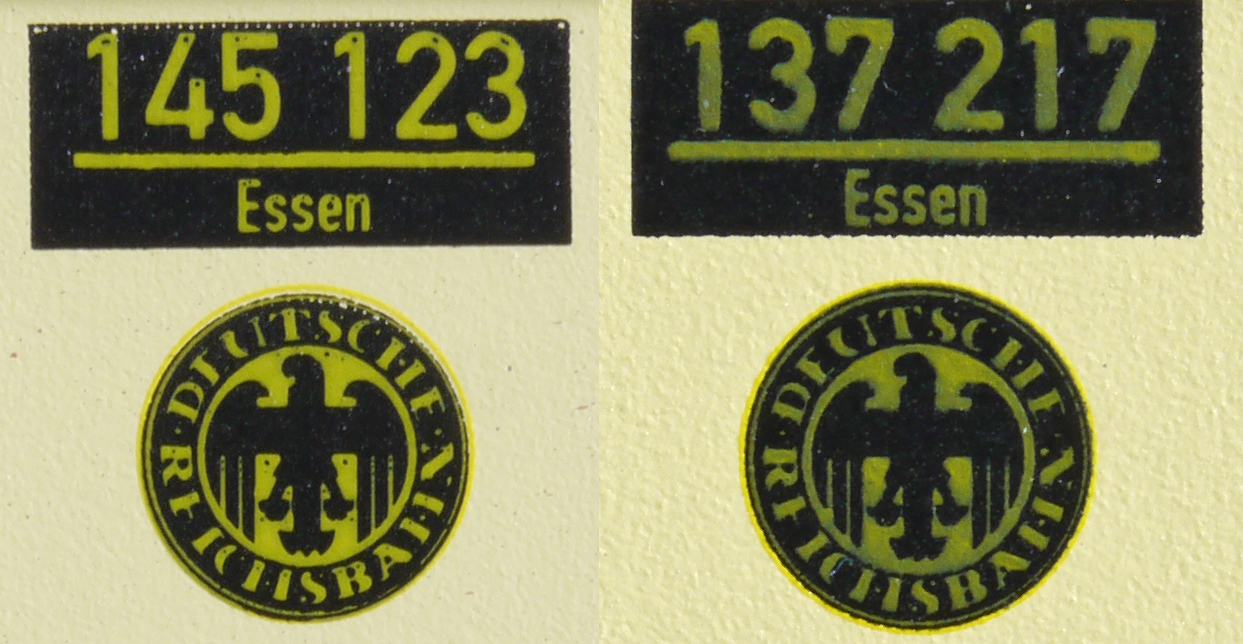 145 123
Essen
DEUTSCHE
REICHSBAHN
137 217
Essen
DEUTSCHE
REICHSBAHN